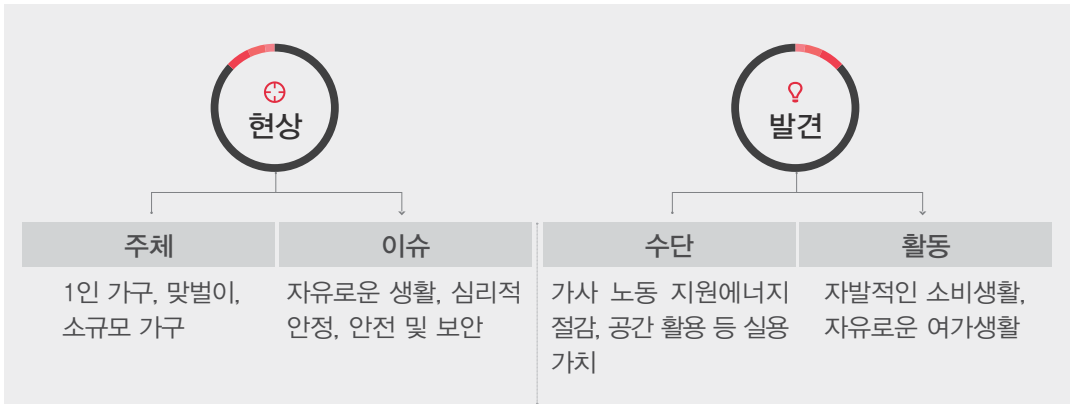 현상
발견
주체
이슈
수단
활동
1인 가구, 맞벌이,
소규모 가구
자유로운 생활, 심리적
안정, 안전 및 보안
가사 노동 지원에너지
절감, 공간 활용 등 실용
가치
자발적인 소비생활,
자유로운 여가생활